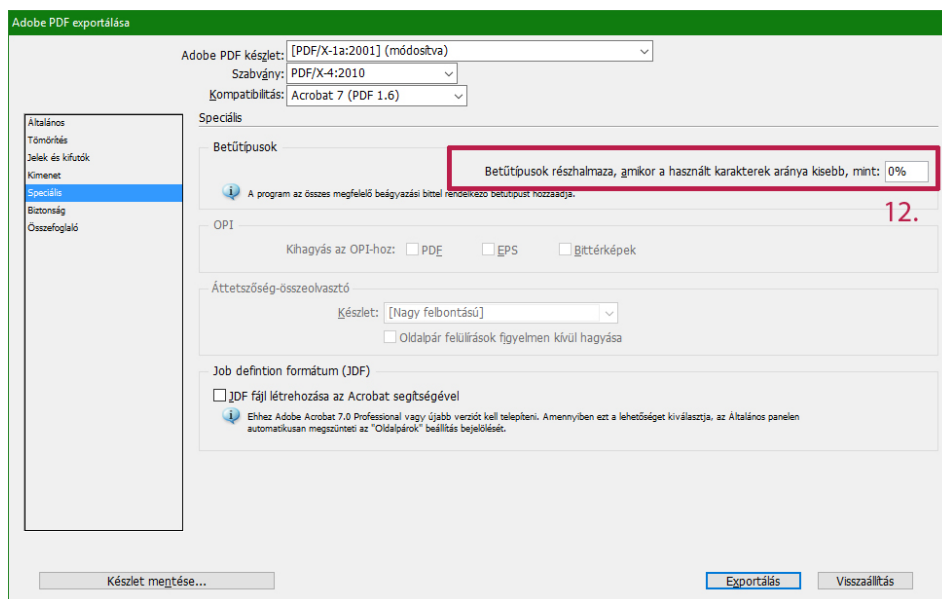 Adobe PDF exportálása
Adobe PDF készlet: [PDF/X-1a:2001] (módosítva)
Szabvány: PDF/X-4:2010
Kompatibilitás: Acrobat 7 (PDF 1.6)
Általános
Tömörítés
Jelek és kifutók
Kimenet
Speciális
Biztonság
Összefoglaló
Speciális
Betűtípusok
Betűtípusok részhalmaza, amikor a használt karakterek aránya kisebb, mint: 0%
A program az összes megfelelő beágyazási bittel rendelkező betűtípust hozzáadja.
12.
OPI
Kihagyás az OPI-hoz: PDF EPS Bittérképek
Áttetszőség-összeolvasztó
Készlet: [Nagy felbontású]
Oldalpár felülírások figyelmen kívül hagyása
Job defintion formátum (JDF)
JDF fájl létrehozása az Acrobat segítségével
Ehhez Adobe Acrobat 7.0 Professional vagy újabb verziót kell telepíteni. Amennyiben ezt a lehetőséget kiválasztja, az Általános panelen
automatikusan megszünteti az "Oldalpárok" beállítás bejelölését.
Készlet mentése... Exportálás Visszaállítás